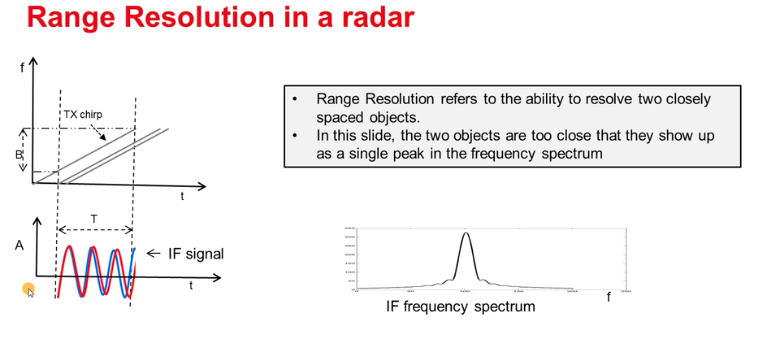 Range Resolution in a radar
f
TX chirp
B
t
• Range Resolution refers to the ability to resolve two closely
spaced objects.
• In this slide, the two objects are too close that they show up
as a single peak in the frequency spectrum
T
A
← IF signal
t
f
IF frequency spectrum